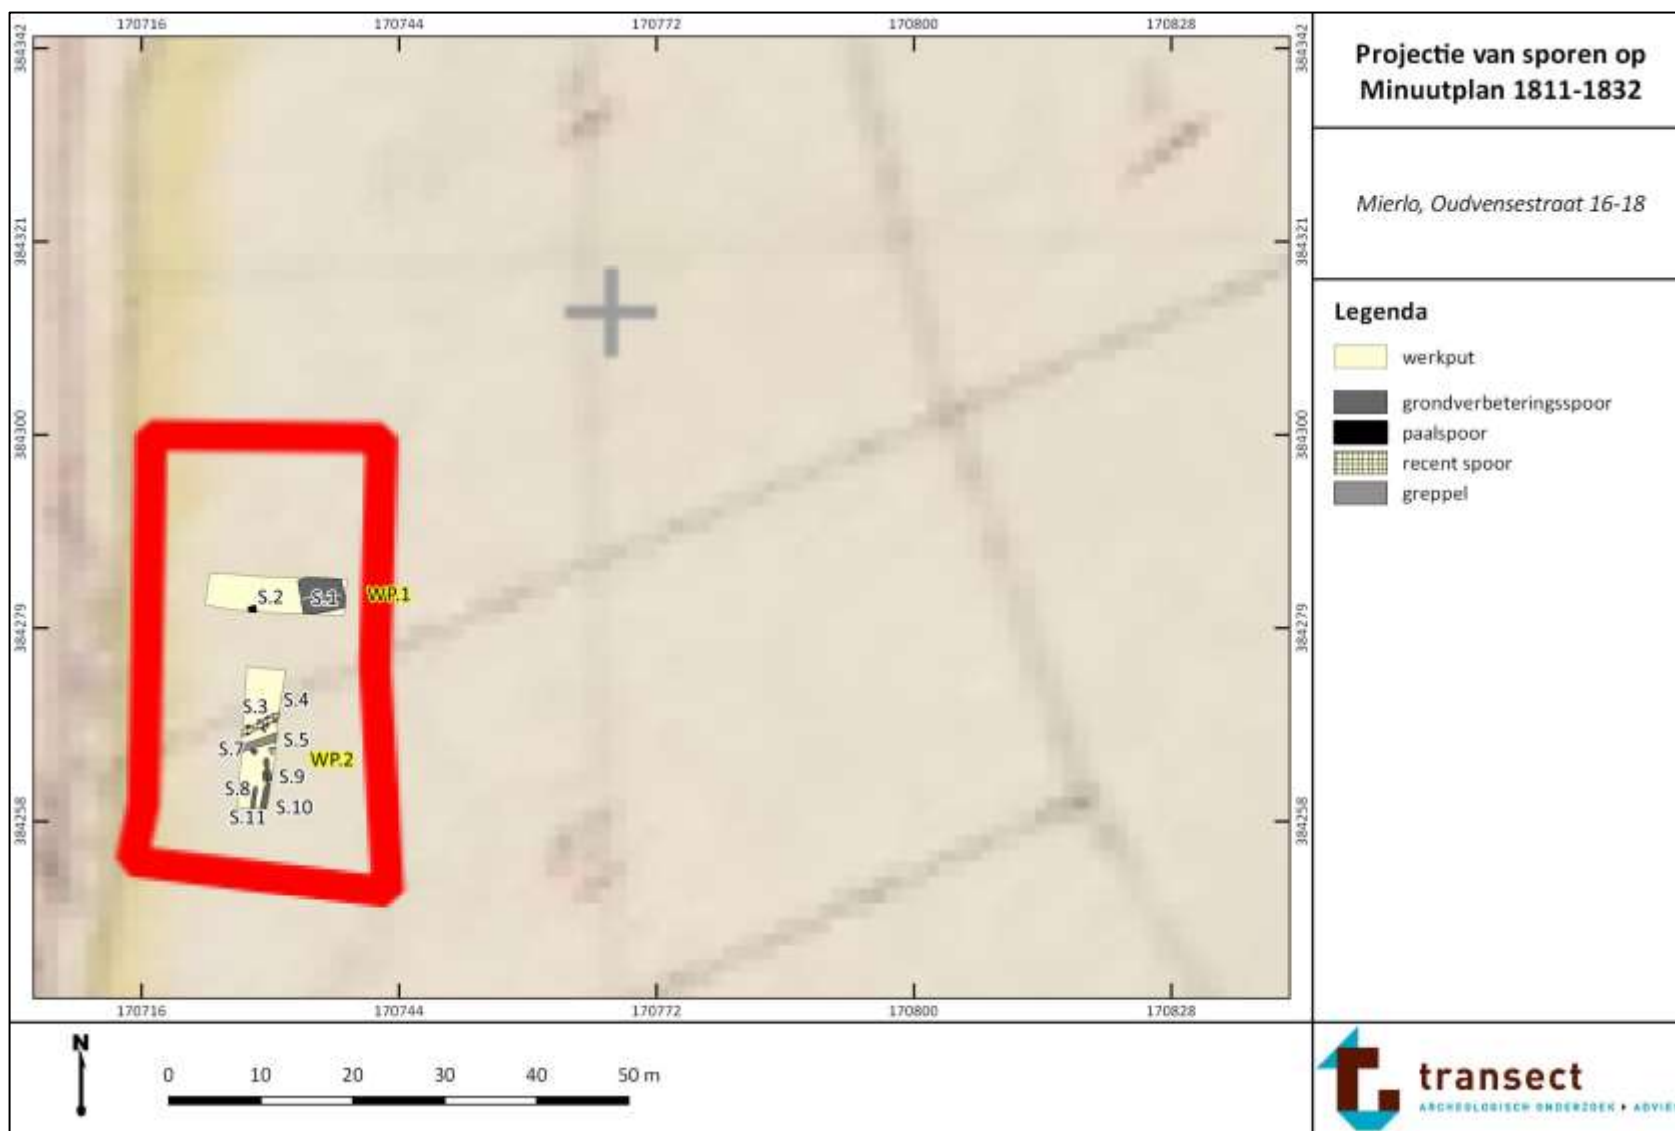 170716 170744 170772 170800 170828
384342 384342
384321 384321
384300 384300
384279 384279
384258 384258
S.2 S.1 WP.1
S.4
S.3
S.5
S.7
WP.2
S.9
S.8
S.10
S.11
170716 170744 170772 170800 170828
N
0 10 20 30 40 50 m
Projectie van sporen op
Minuutplan 1811-1832
Mierlo, Oudvensestraat 16-18
Legenda
werkput
grondverbeteringsspoor
paalspoor
recent spoor
greppel
transect
ARCHEOLOGISCH ONDERZOEK ADVIES